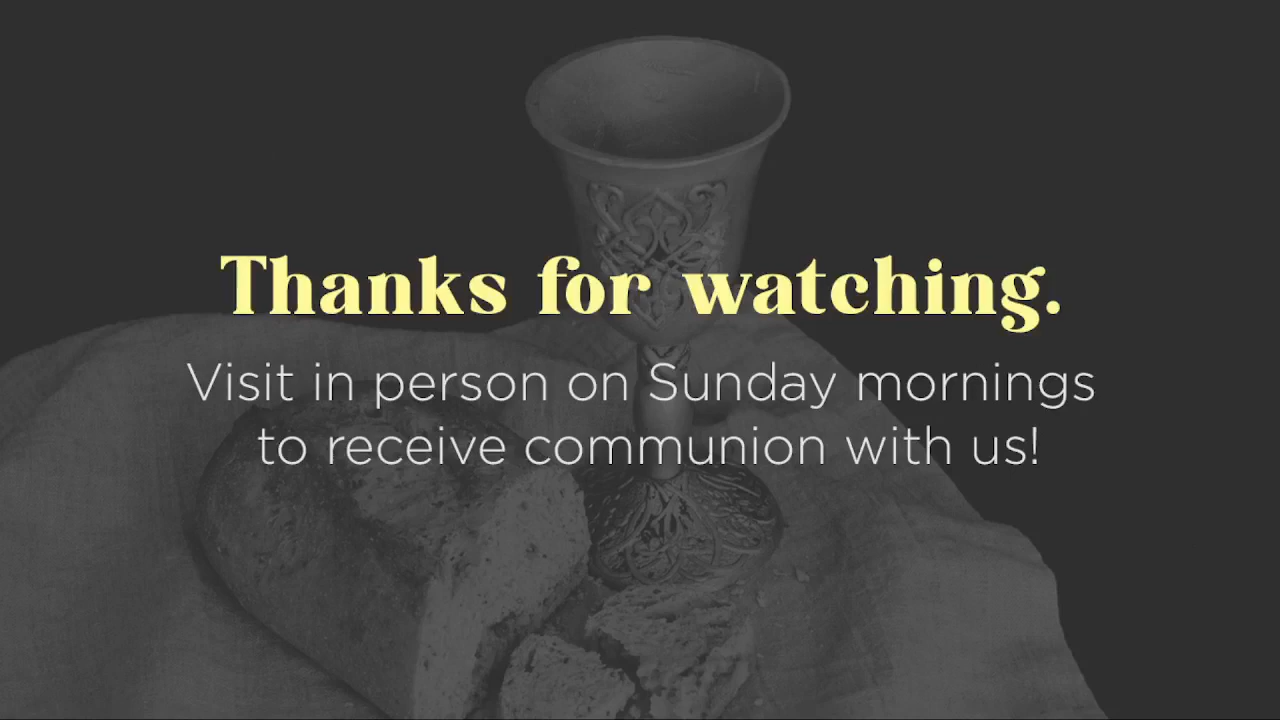 Thanks for watching.
Visit in person on Sunday mornings
to receive communion with us!